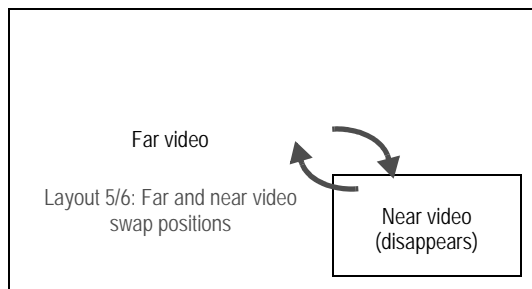 Far video
Layout 5/6: Far and near video
swap positions
Near video
(disappears)